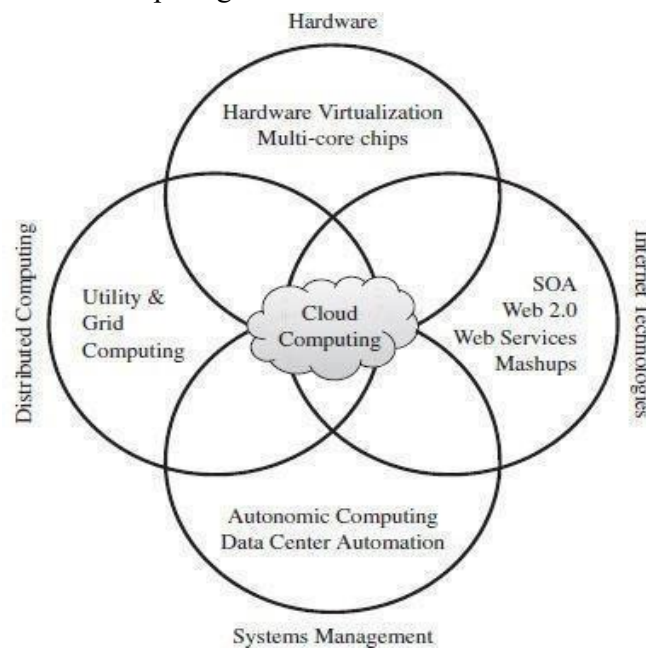 Hardware
Hardware Virtualization
Multi-core chips
Distributed Computing
Utility &
Grid
Computing
Cloud
Computing
SOA
Web 2.0
Web Services
Mashups
Internet Technologies
Autonomic Computing
Data Center Automation
Systems Management